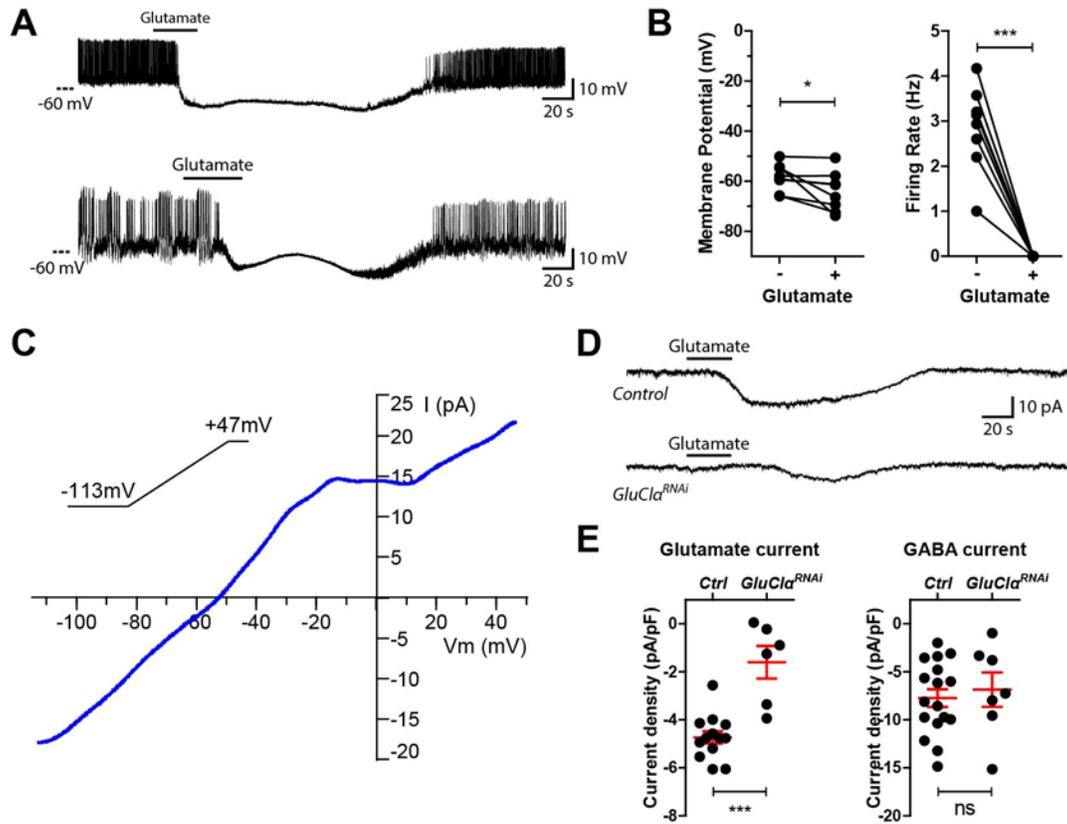 A
Glutamate
-60 mV
10 mV
20 s
Glutamate
-60 mV
10 mV
20 s
B
Membrane Potential (mV)
0
-20
-40
-60
-80
*
- +
Glutamate
Firing Rate (Hz)
5
4
3
2
1
0
***
- +
Glutamate
C
-113mV
+47mV
I (pA)
25
20
15
10
5
-5
-10
-15
-20
-100 -80 -60 -40 -20 20 40
Vm (mV)
D
Glutamate
Control
10 pA
20 s
Glutamate
GluClα^RNAi
E
Glutamate current
Ctrl GluClα^RNAi
Current density (pA/pF)
0
-2
-4
-6
-8
***
GABA current
Ctrl GluClα^RNAi
Current density (pA/pF)
0
-5
-10
-15
-20
ns